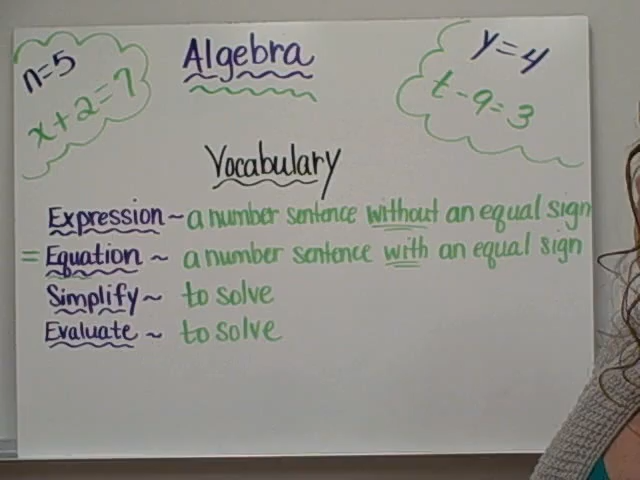 n=5
x+2=7
Algebra
y=4
t-9=3
Vocabulary
Expression ~ a number sentence without an equal sign
= Equation ~ a number sentence with an equal sign
Simplify ~ to solve
Evaluate ~ to solve